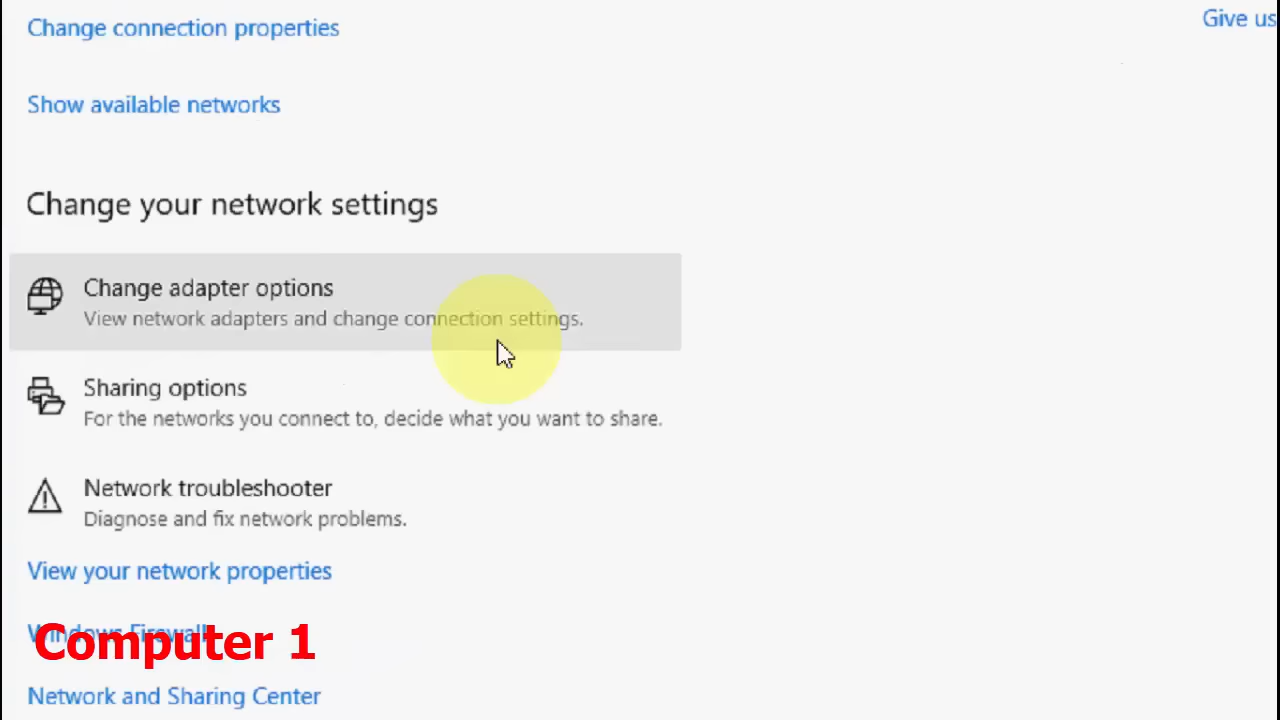 Change connection properties
Give us
Show available networks
Change your network settings
Change adapter options
View network adapters and change connection settings.
Sharing options
For the networks you connect to, decide what you want to share.
Network troubleshooter
Diagnose and fix network problems.
View your network properties
Windows Firewall
Computer 1
Network and Sharing Center